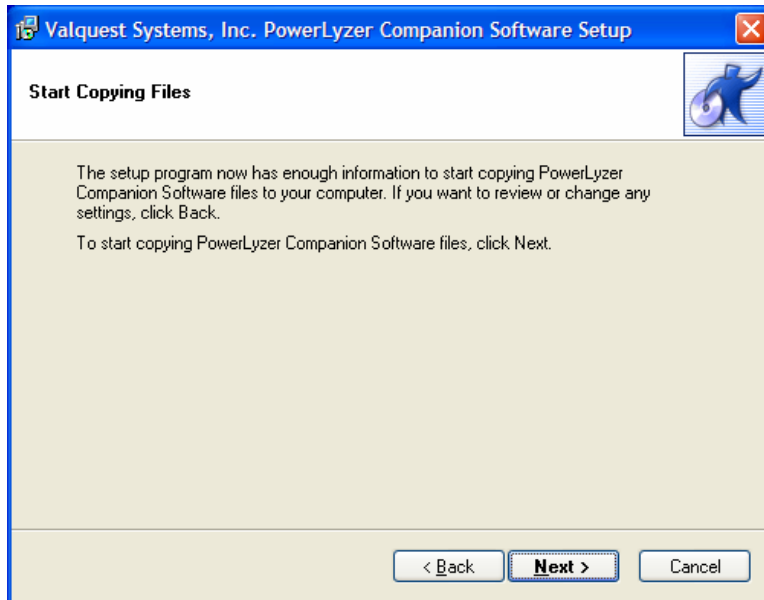 Valquest Systems, Inc. PowerLyzer Companion Software Setup
Start Copying Files
The setup program now has enough information to start copying PowerLyzer
Companion Software files to your computer. If you want to review or change any
settings, click Back.
To start copying PowerLyzer Companion Software files, click Next.
< Back Next > Cancel